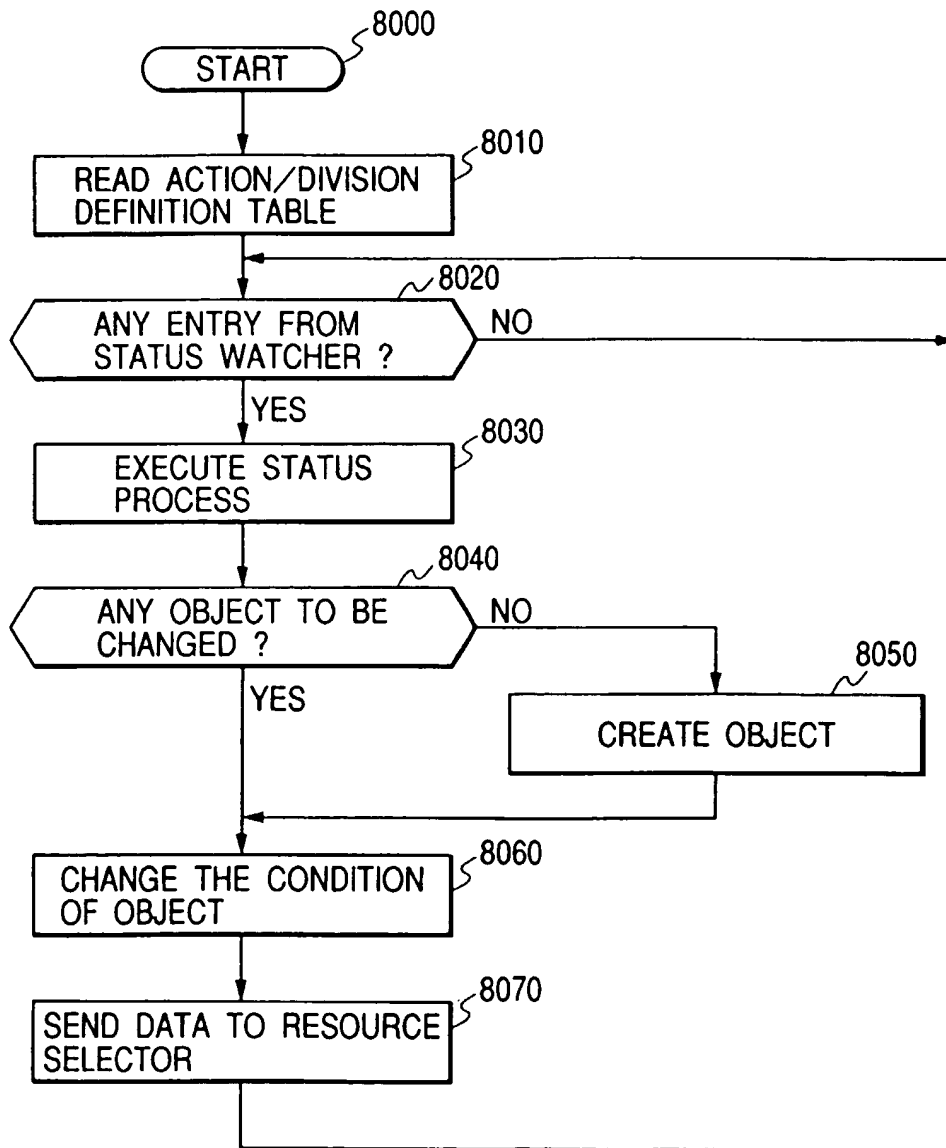 8000
START
8010
READ ACTION/DIVISION
DEFINITION TABLE
8020
ANY ENTRY FROM
STATUS WATCHER ?
NO
YES
8030
EXECUTE STATUS
PROCESS
8040
ANY OBJECT TO BE
CHANGED ?
NO
YES
8050
CREATE OBJECT
8060
CHANGE THE CONDITION
OF OBJECT
8070
SEND DATA TO RESOURCE
SELECTOR